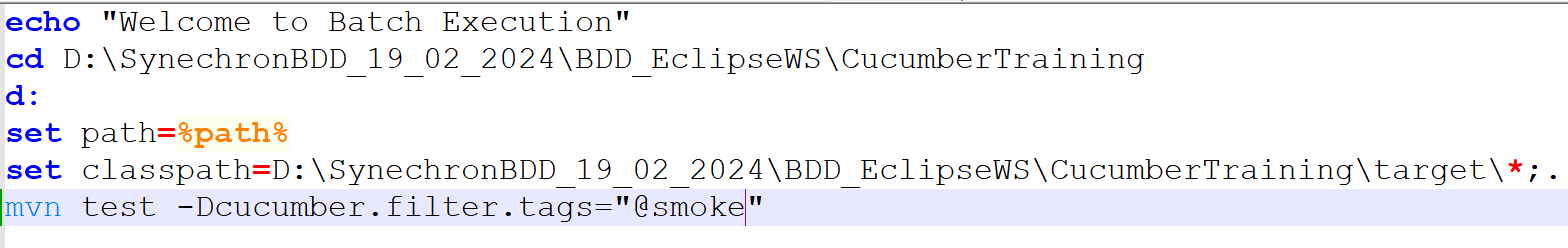 echo "Welcome to Batch Execution"
cd D:\SynechronBDD_19_02_2024\BDD_EclipseWS\CucumberTraining
d:
set path=%path%
set classpath=D:\SynechronBDD_19_02_2024\BDD_EclipseWS\CucumberTraining\target\*;.
mvn test -Dcucumber.filter.tags="@smoke"